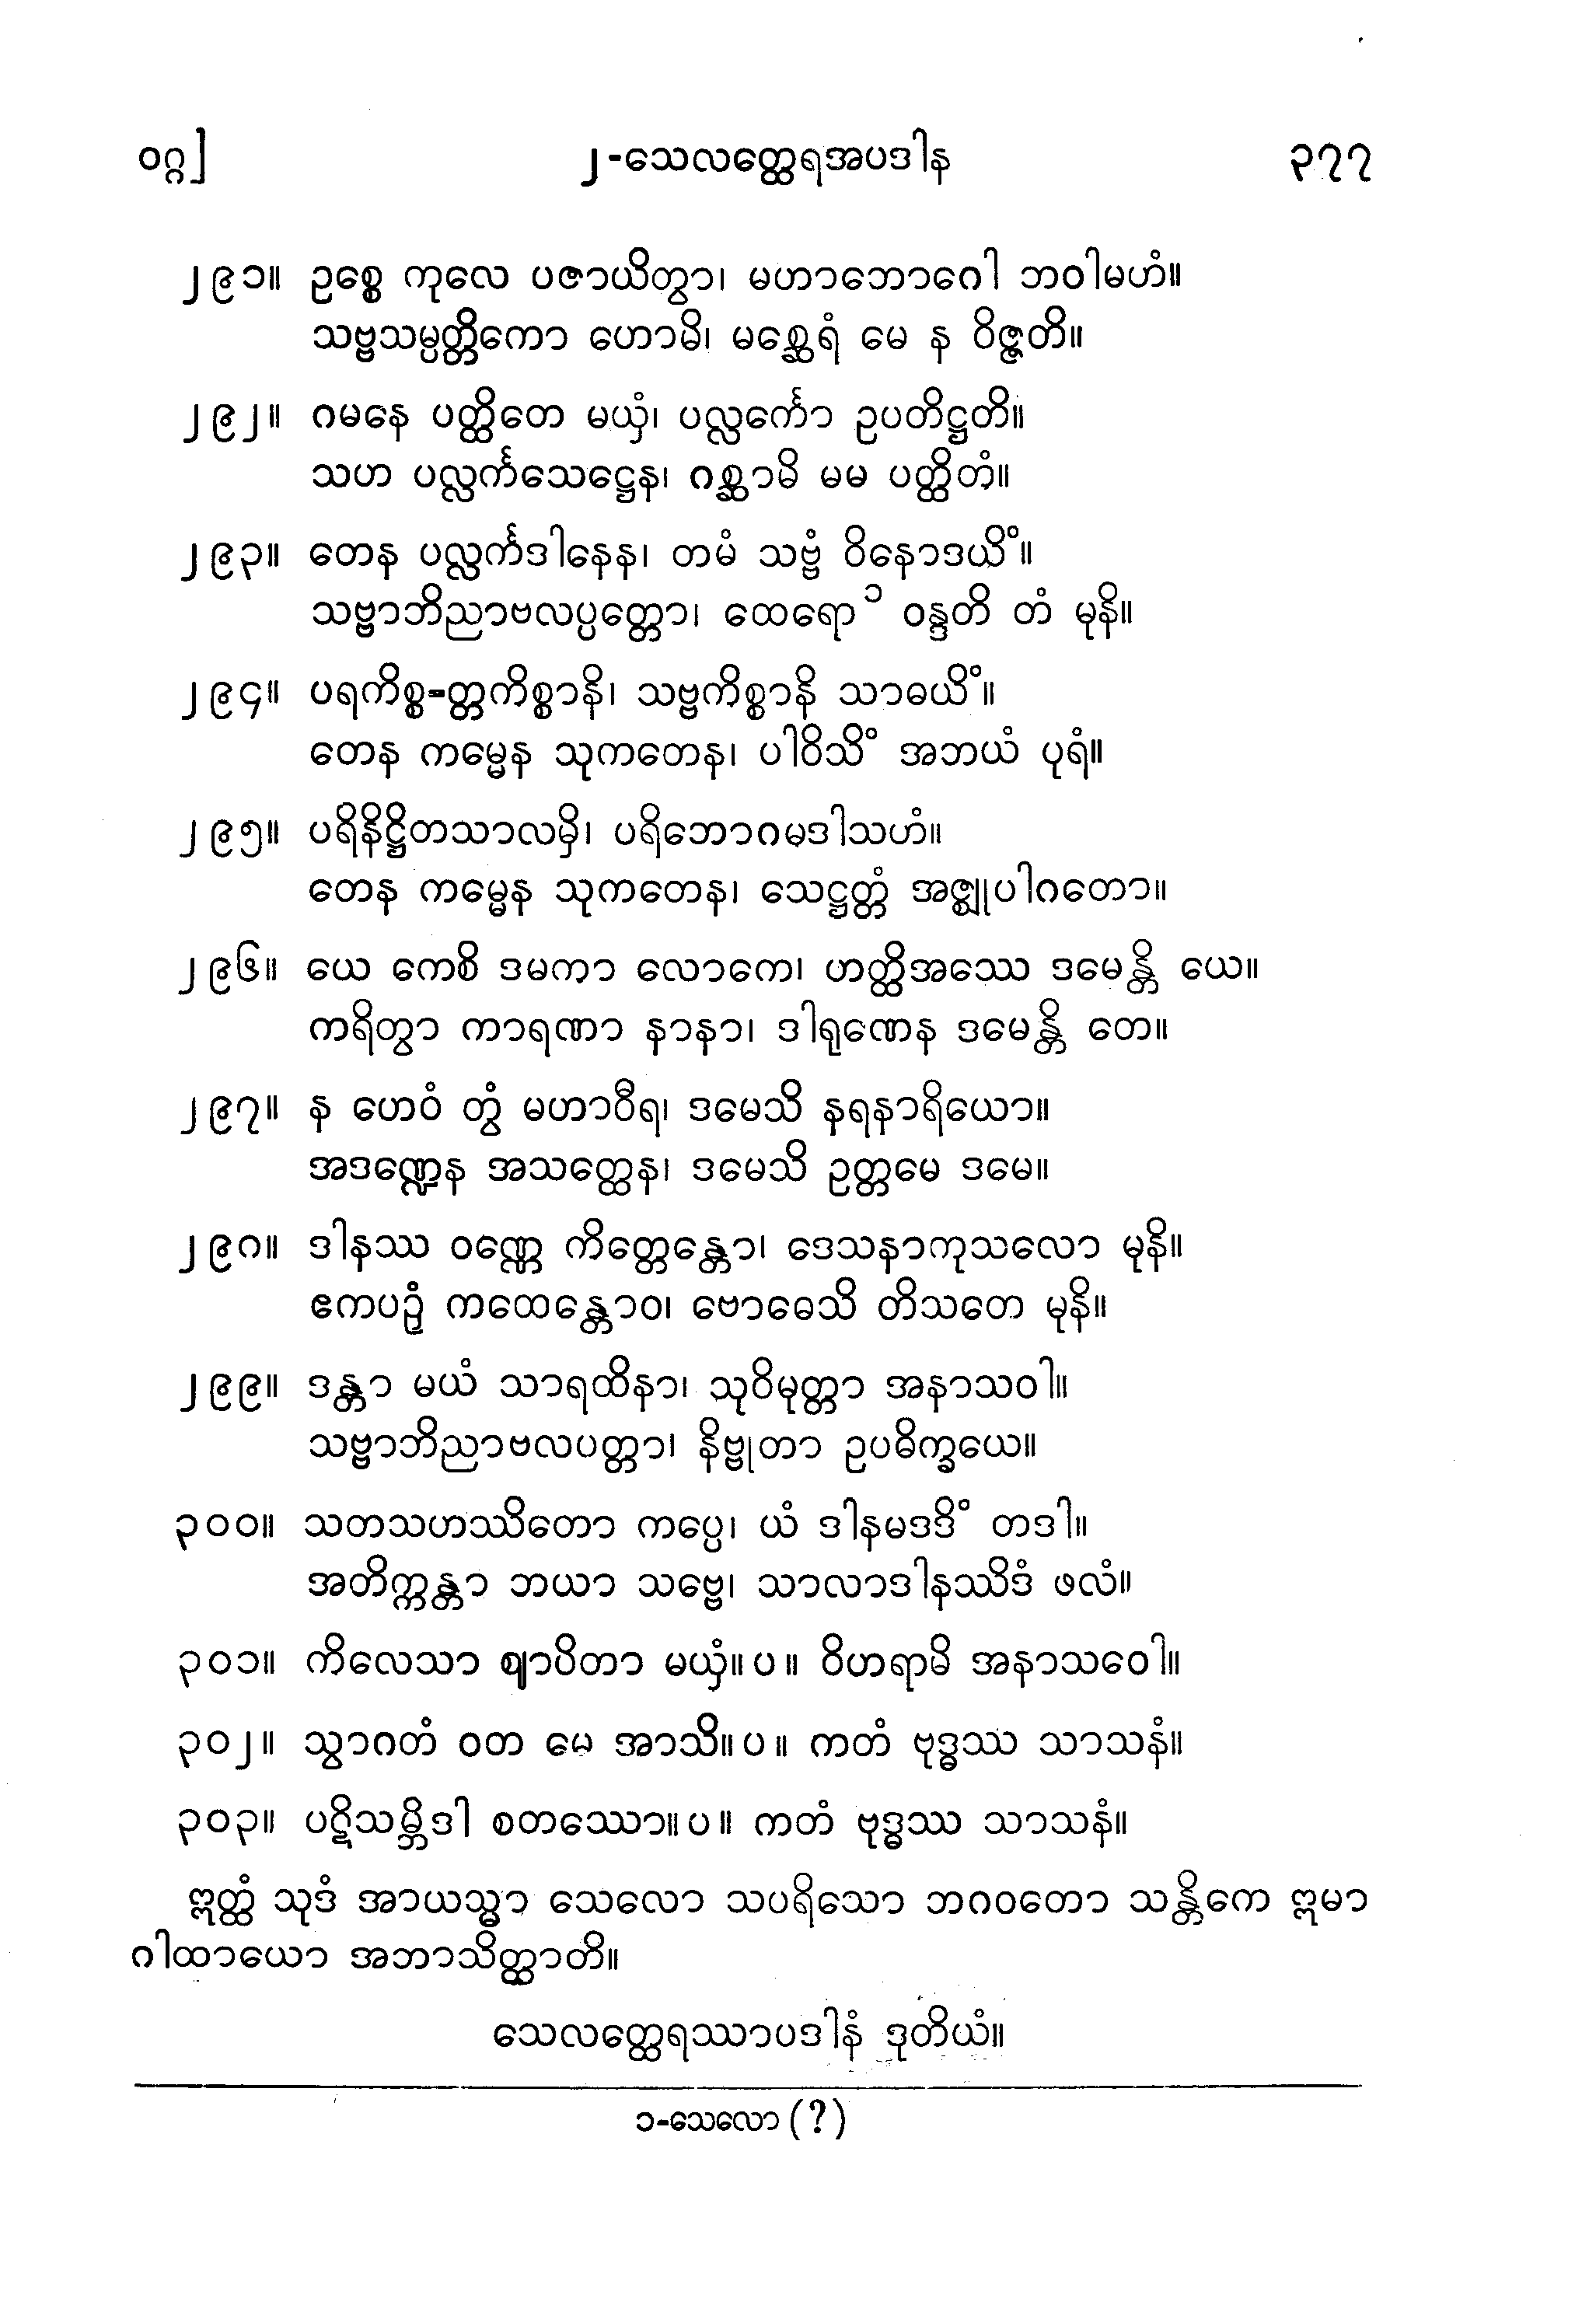 ဝဂ္ဂ]
၂-သေလတ္ထေရအပဒါန
၃၇၇
၂၉၁။ ဥစ္စေ ကုလေ ပဇာယိတွာ၊ မဟာဘောဂေါ ဘဝါမဟံ။
သဗ္ဗသမ္ပတ္တိကော ဟောမိ၊ မစ္ဆေရံ မေ န ဝိဇ္ဇတိ။
၂၉၂။ ဂမနေ ပတ္ထိတေ မယှံ၊ ပလ္လင်္ကော ဥပတိဋ္ဌတိ။
သဟ ပလ္လင်္ကသေဋ္ဌေန၊ ဂစ္ဆာမိ မမ ပတ္ထိတံ။
၂၉၃။ တေန ပလ္လင်္ကဒါနေန၊ တမံ သဗ္ဗံ ဝိနောဒယိံ။
သဗ္ဗာဘိညာဗလပ္ပတ္တော၊ ထေရော ၁ ဝန္ဒတိ တံ မုနိ။
၂၉၄။ ပရကိစ္စ-တ္တကိစ္စာနိ၊ သဗ္ဗကိစ္စာနိ သာဓယိံ။
တေန ကမ္မေန သုကတေန၊ ပါဝိသိံ အဘယံ ပုရံ။
၂၉၅။ ပရိနိဋ္ဌိတသာလမှိ၊ ပရိဘောဂမဒါသဟံ။
တေန ကမ္မေန သုကတေန၊ သေဋ္ဌတ္တံ အဇ္ဈုပါဂတော။
၂၉၆။ ယေ ကေစိ ဒမကာ လောကေ၊ ဟတ္ထိအဿေ ဒမေန္တိ ယေ။
ကရိတွာ ကာရဏာ နာနာ၊ ဒါရုဏေန ဒမေန္တိ တေ။
၂၉၇။ န ဟေဝံ တွံ မဟာဝီရ၊ ဒမေသိ နရနာရိယော။
အဒဏ္ဍေန အသတ္ထေန၊ ဒမေသိ ဥတ္တမေ ဒမေ။
၂၉၈။ ဒါနဿ ဝဏ္ဏေ ကိတ္တေန္တော၊ ဒေသနာကုသလော မုနိ။
ဧကပဉှံ ကထေန္တောဝ၊ ဗောဓေသိ တိသတေ မုနိ။
၂၉၉။ ဒန္တာ မယံ သာရထိနာ၊ သုဝိမုတ္တာ အနာသဝါ။
သဗ္ဗာဘိညာဗလပတ္တာ၊ နိဗ္ဗုတာ ဥပဓိက္ခယေ။
၃၀၀။ သတသဟဿိတော ကပ္ပေ၊ ယံ ဒါနမဒဒိံ တဒါ။
အတိက္ကန္တာ ဘယာ သဗ္ဗေ၊ သာလာဒါနဿိဒံ ဖလံ။
၃၀၁။ ကိလေသာ ဈာပိတာ မယှံ။ပ။ ဝိဟရာမိ အနာသဝေါ။
၃၀၂။ သွာဂတံ ဝတ မေ အာသိ။ပ။ ကတံ ဗုဒ္ဓဿ သာသနံ။
၃၀၃။ ပဋိသမ္ဘိဒါ စတဿော။ပ။ ကတံ ဗုဒ္ဓဿ သာသနံ။
ဣတ္ထံ သုဒံ အာယသ္မာ သေလော သပရိသော ဘဂဝတော သန္တိကေ ဣမာ
ဂါထာယော အဘာသိတ္ထာတိ။
သေလတ္ထေရဿာပဒါနံ ဒုတိယံ။
၁-သေလော (?)